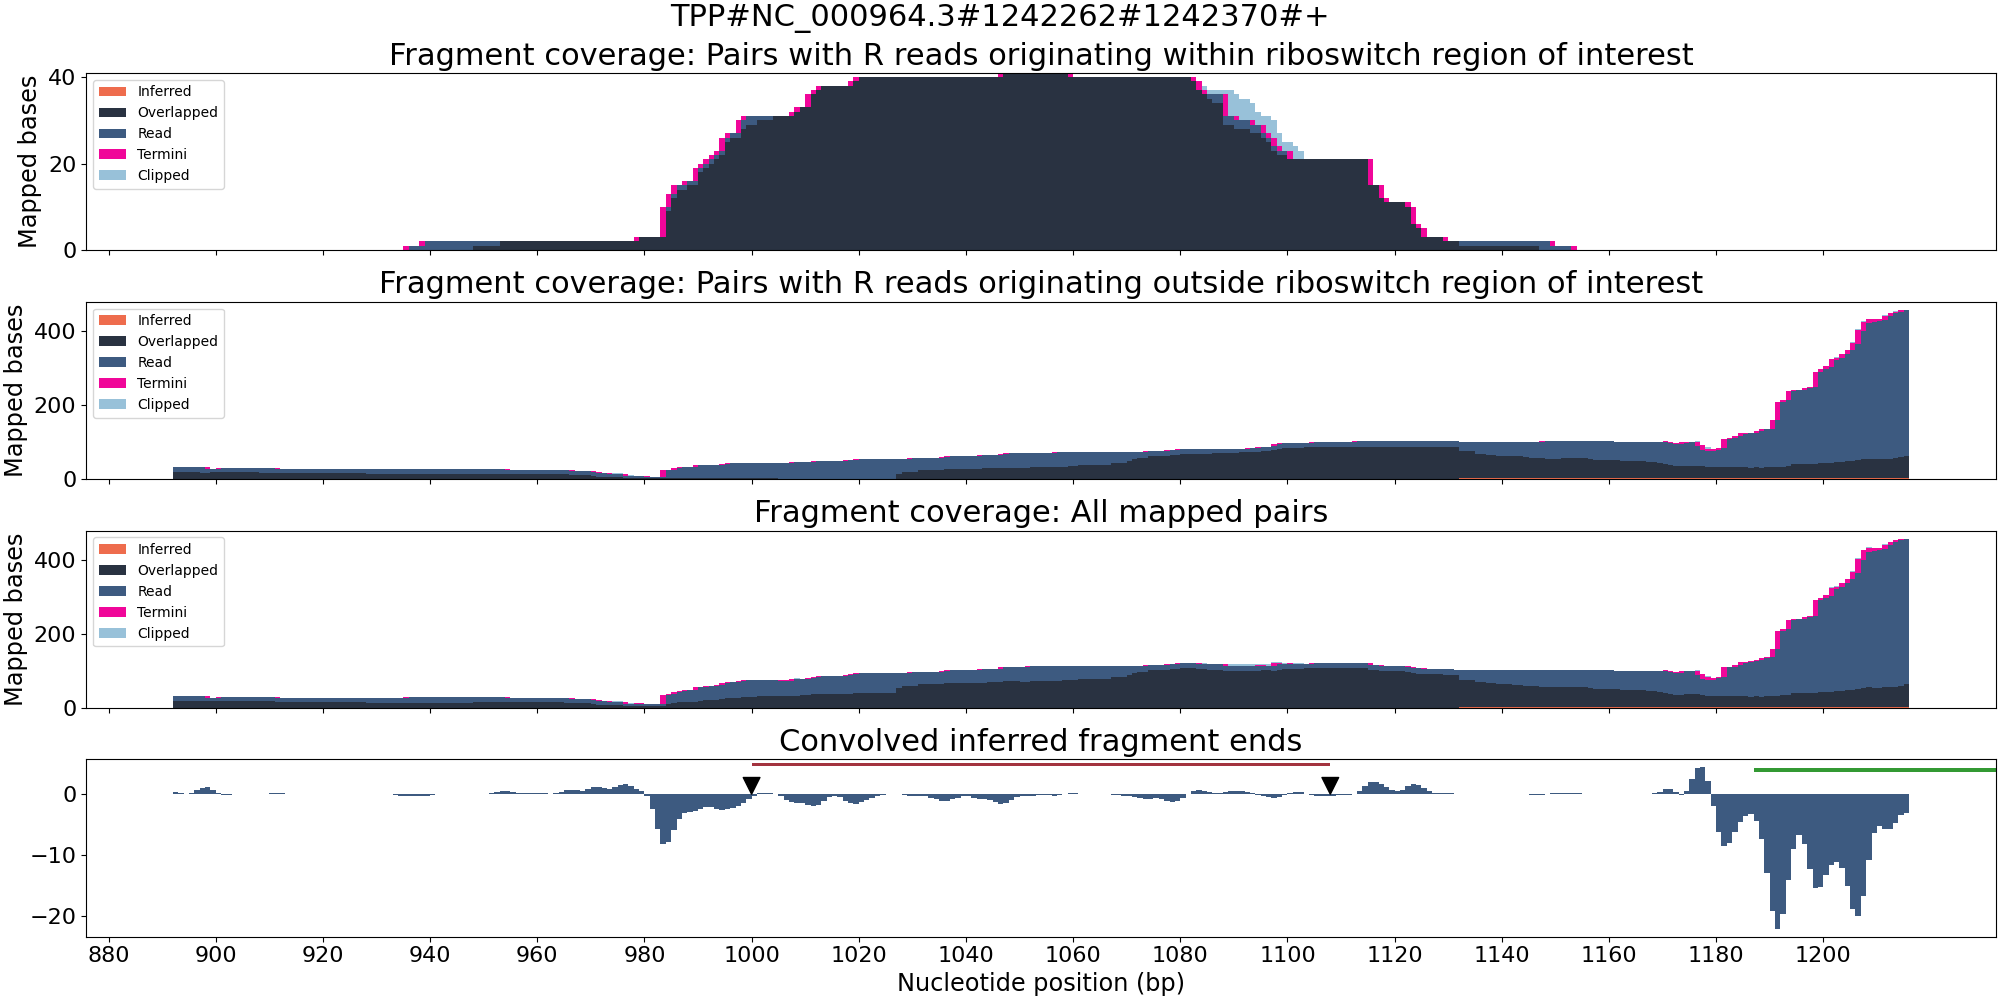 TPP#NC_000964.3#1242262#1242370#+
Fragment coverage: Pairs with R reads originating within riboswitch region of interest
Mapped bases
40
20
0
Inferred
Overlapped
Read
Termini
Clipped
Fragment coverage: Pairs with R reads originating outside riboswitch region of interest
Mapped bases
400
200
0
Inferred
Overlapped
Read
Termini
Clipped
Fragment coverage: All mapped pairs
Mapped bases
400
200
0
Inferred
Overlapped
Read
Termini
Clipped
Convolved inferred fragment ends
0
−10
−20
880 900 920 940 960 980 1000 1020 1040 1060 1080 1100 1120 1140 1160 1180 1200
Nucleotide position (bp)